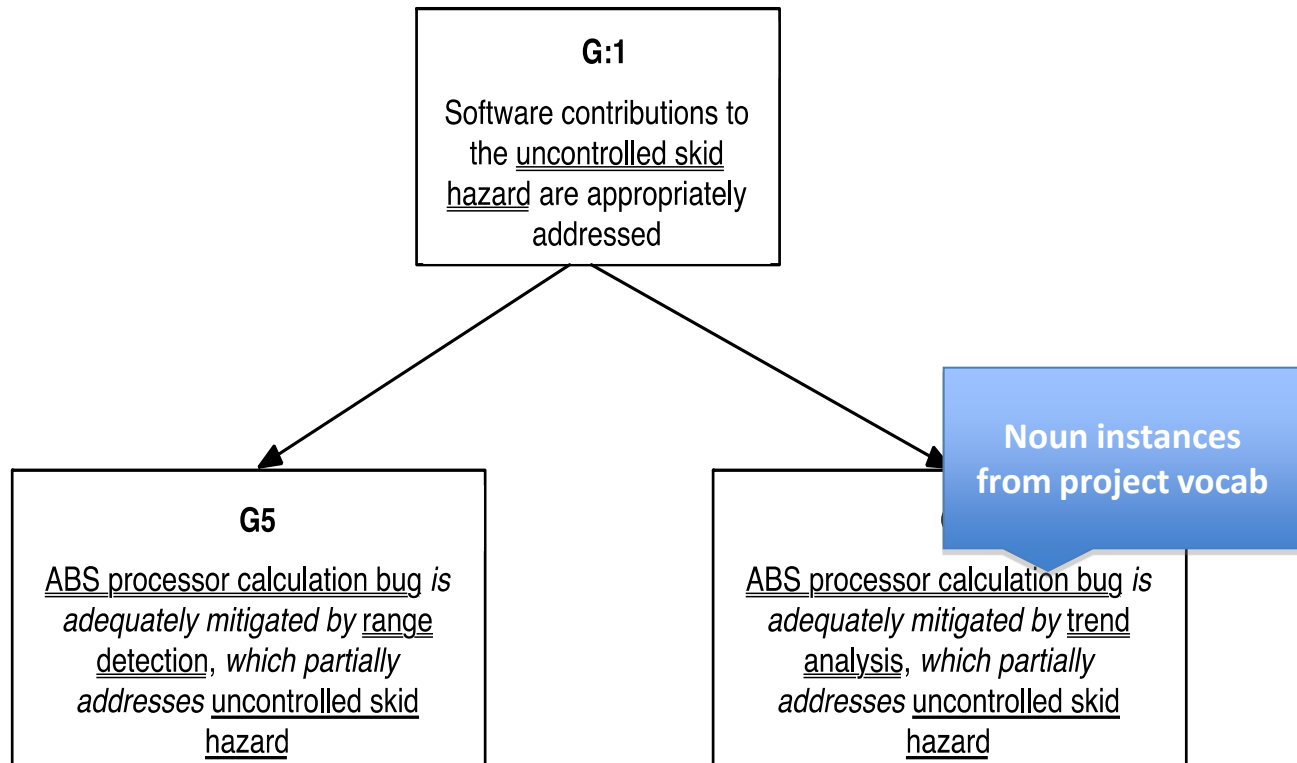 G:1
Software contributions to
the uncontrolled skid
hazard are appropriately
addressed
Noun instances
from project vocab
G5
ABS processor calculation bug is
adequately mitigated by range
detection, which partially
addresses uncontrolled skid
hazard
ABS processor calculation bug is
adequately mitigated by trend
analysis, which partially
addresses uncontrolled skid
hazard